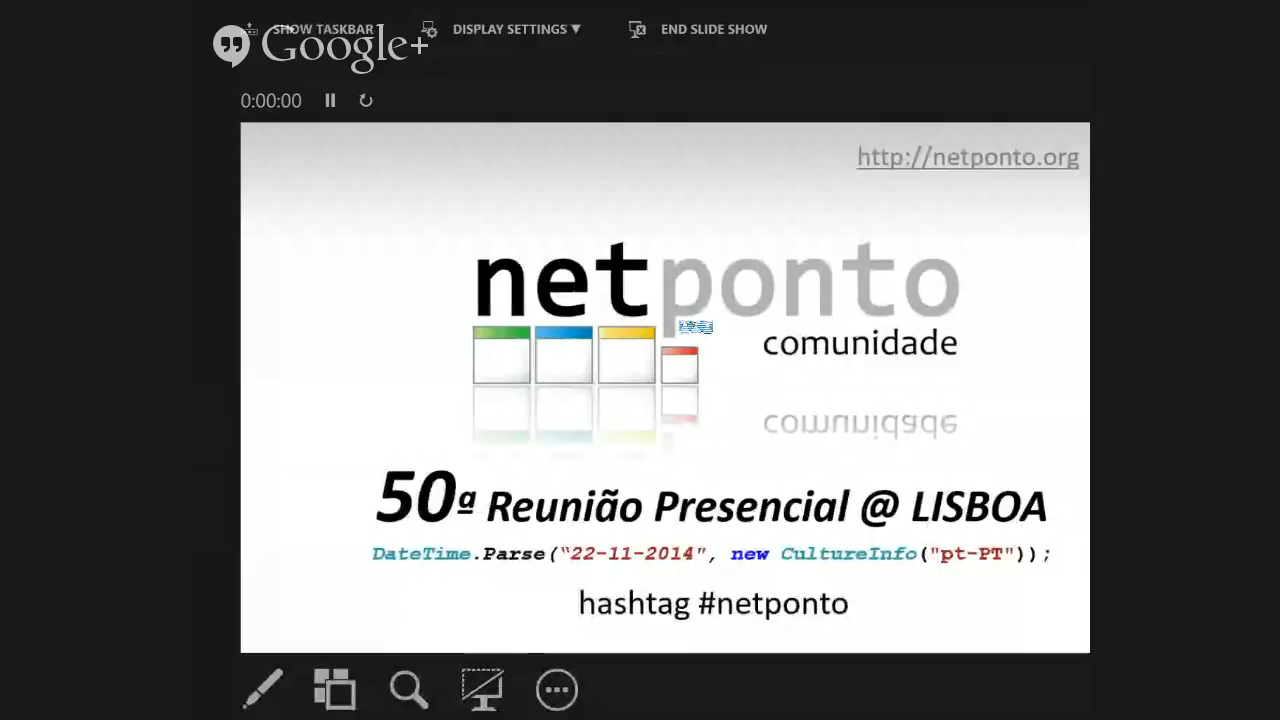 SHOW TASKBAR DISPLAY SETTINGS ▼ END SLIDE SHOW
Google+
0:00:00
http://netponto.org
netponto
comunidade
comunidade
50ª Reunião Presencial @ LISBOA
DateTime.Parse(“22-11-2014”, new CultureInfo("pt-PT"));
hashtag #netponto